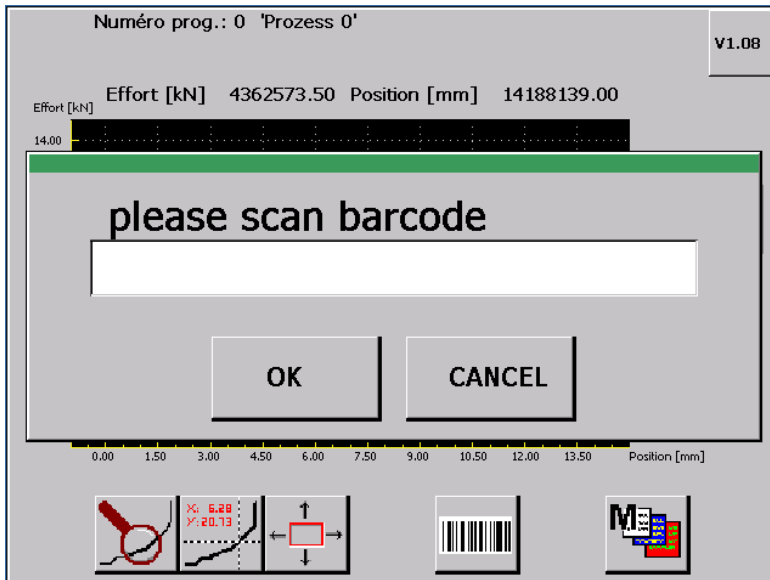 Numéro prog.: 0 'Prozess 0'
V1.08
Effort [kN] 4362573.50 Position [mm] 14188139.00
Effort [kN]
14.00
please scan barcode
OK CANCEL
0.00 1.50 3.00 4.50 6.00 7.50 9.00 10.50 12.00 13.50 Position [mm]
X: 6.28
Y:20.73
M